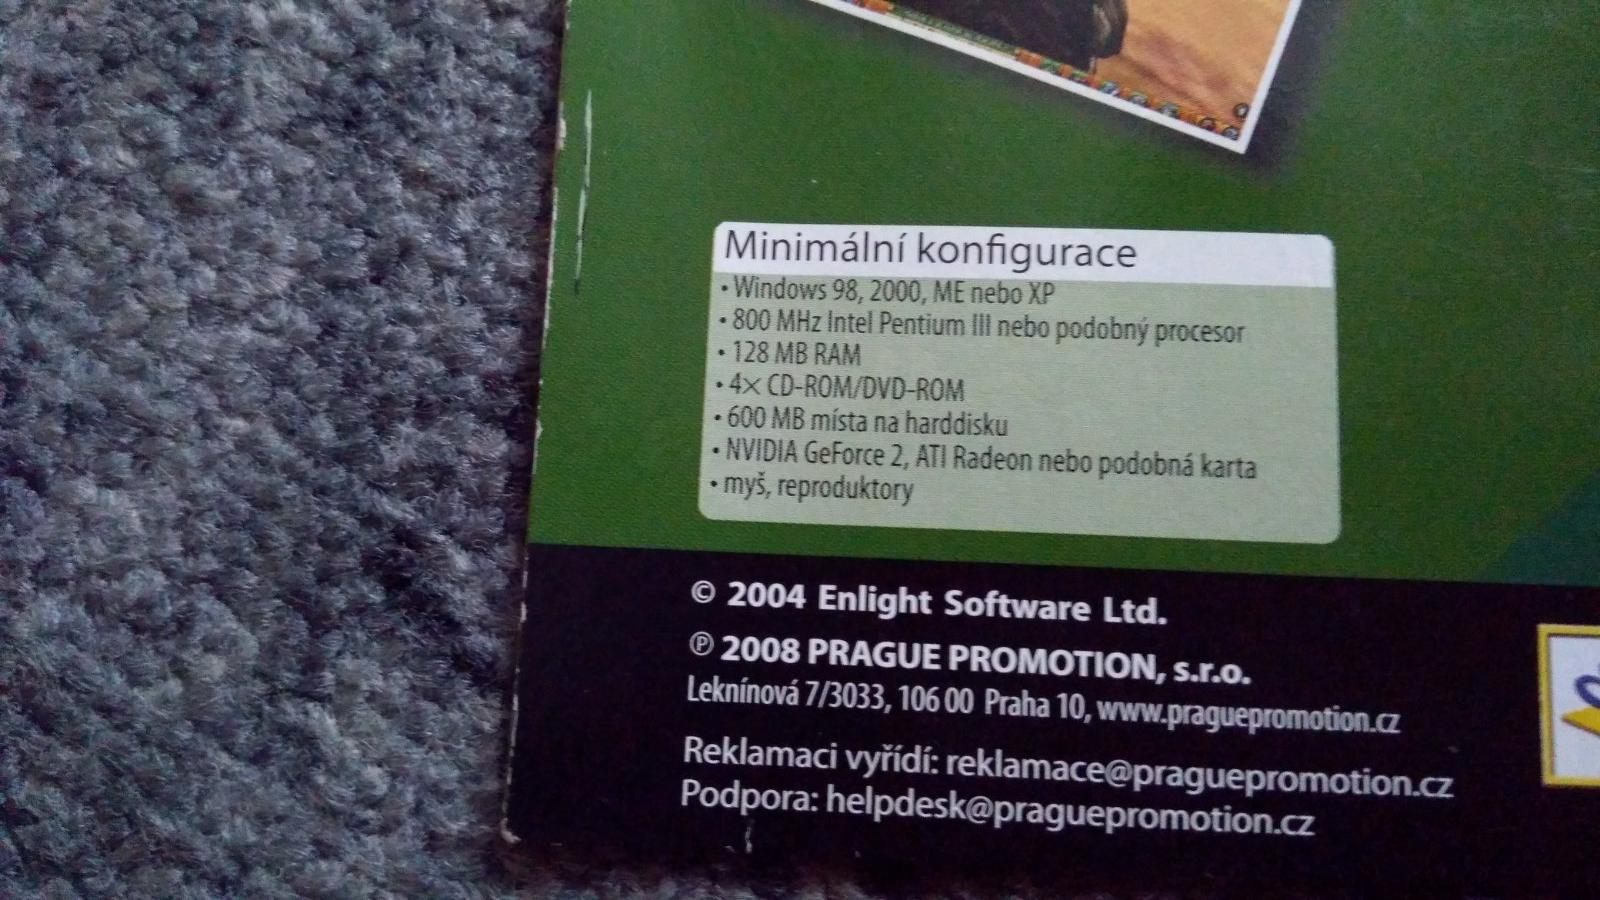 Minimální konfigurace
• Windows 98, 2000, ME nebo XP
• 800 MHz Intel Pentium III nebo podobný procesor
• 128 MB RAM
• 4× CD-ROM/DVD-ROM
• 600 MB místa na harddisku
• NVIDIA GeForce 2, ATI Radeon nebo podobná karta
• myš, reproduktory
© 2004 Enlight Software Ltd.
℗ 2008 PRAGUE PROMOTION, s.r.o.
Leknínová 7/3033, 106 00 Praha 10, www.praguepromotion.cz
Reklamaci vyřídí: reklamace@praguepromotion.cz
Podpora: helpdesk@praguepromotion.cz